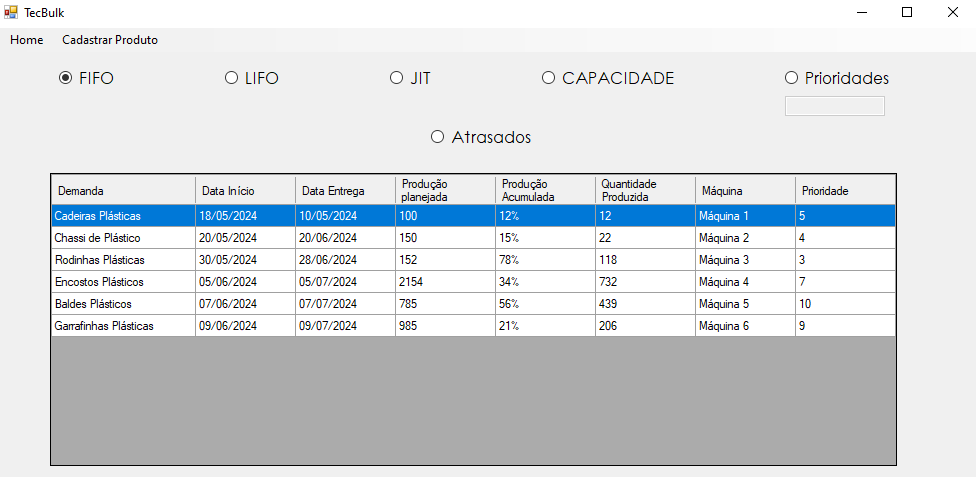 TecBulk
Home Cadastrar Produto
FIFO LIFO JIT CAPACIDADE Prioridades
Atrasados
Demanda Data Início Data Entrega Produção planejada Produção Acumulada Quantidade Produzida Máquina Prioridade
Cadeiras Plásticas 18/05/2024 10/05/2024 100 12% 12 Máquina 1 5
Chassi de Plástico 20/05/2024 20/06/2024 150 15% 22 Máquina 2 4
Rodinhas Plásticas 30/05/2024 28/06/2024 152 78% 118 Máquina 3 3
Encostos Plásticos 05/06/2024 05/07/2024 2154 34% 732 Máquina 4 7
Baldes Plásticos 07/06/2024 07/07/2024 785 56% 439 Máquina 5 10
Garrafinhas Plásticas 09/06/2024 09/07/2024 985 21% 206 Máquina 6 9